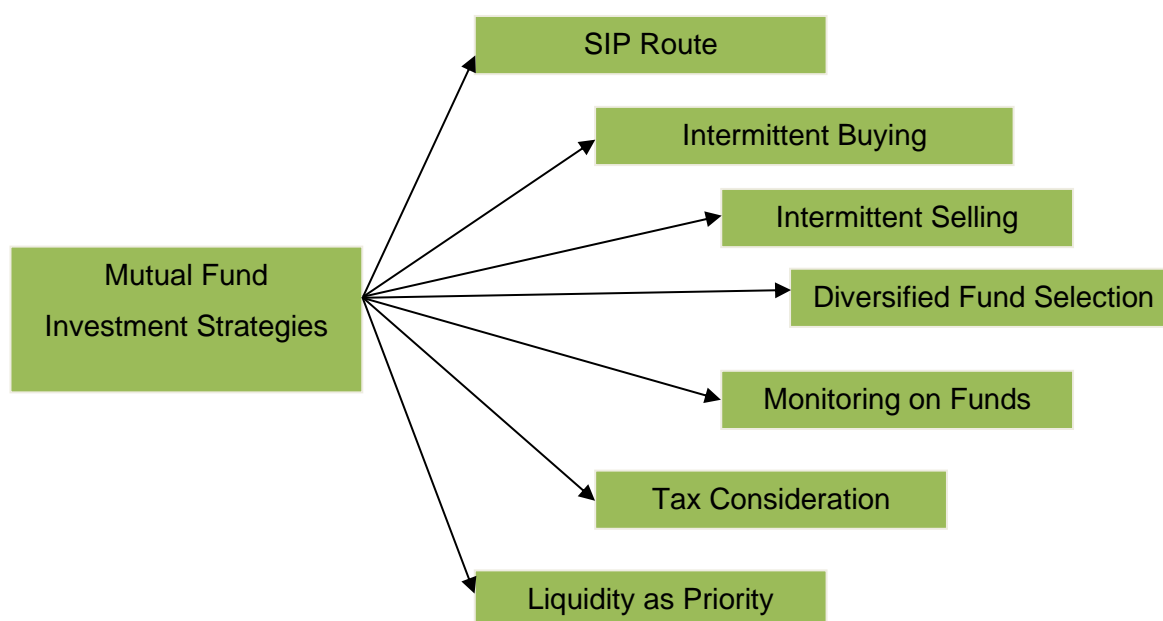 SIP Route
Intermittent Buying
Intermittent Selling
Mutual Fund
Investment Strategies
Diversified Fund Selection
Monitoring on Funds
Tax Consideration
Liquidity as Priority